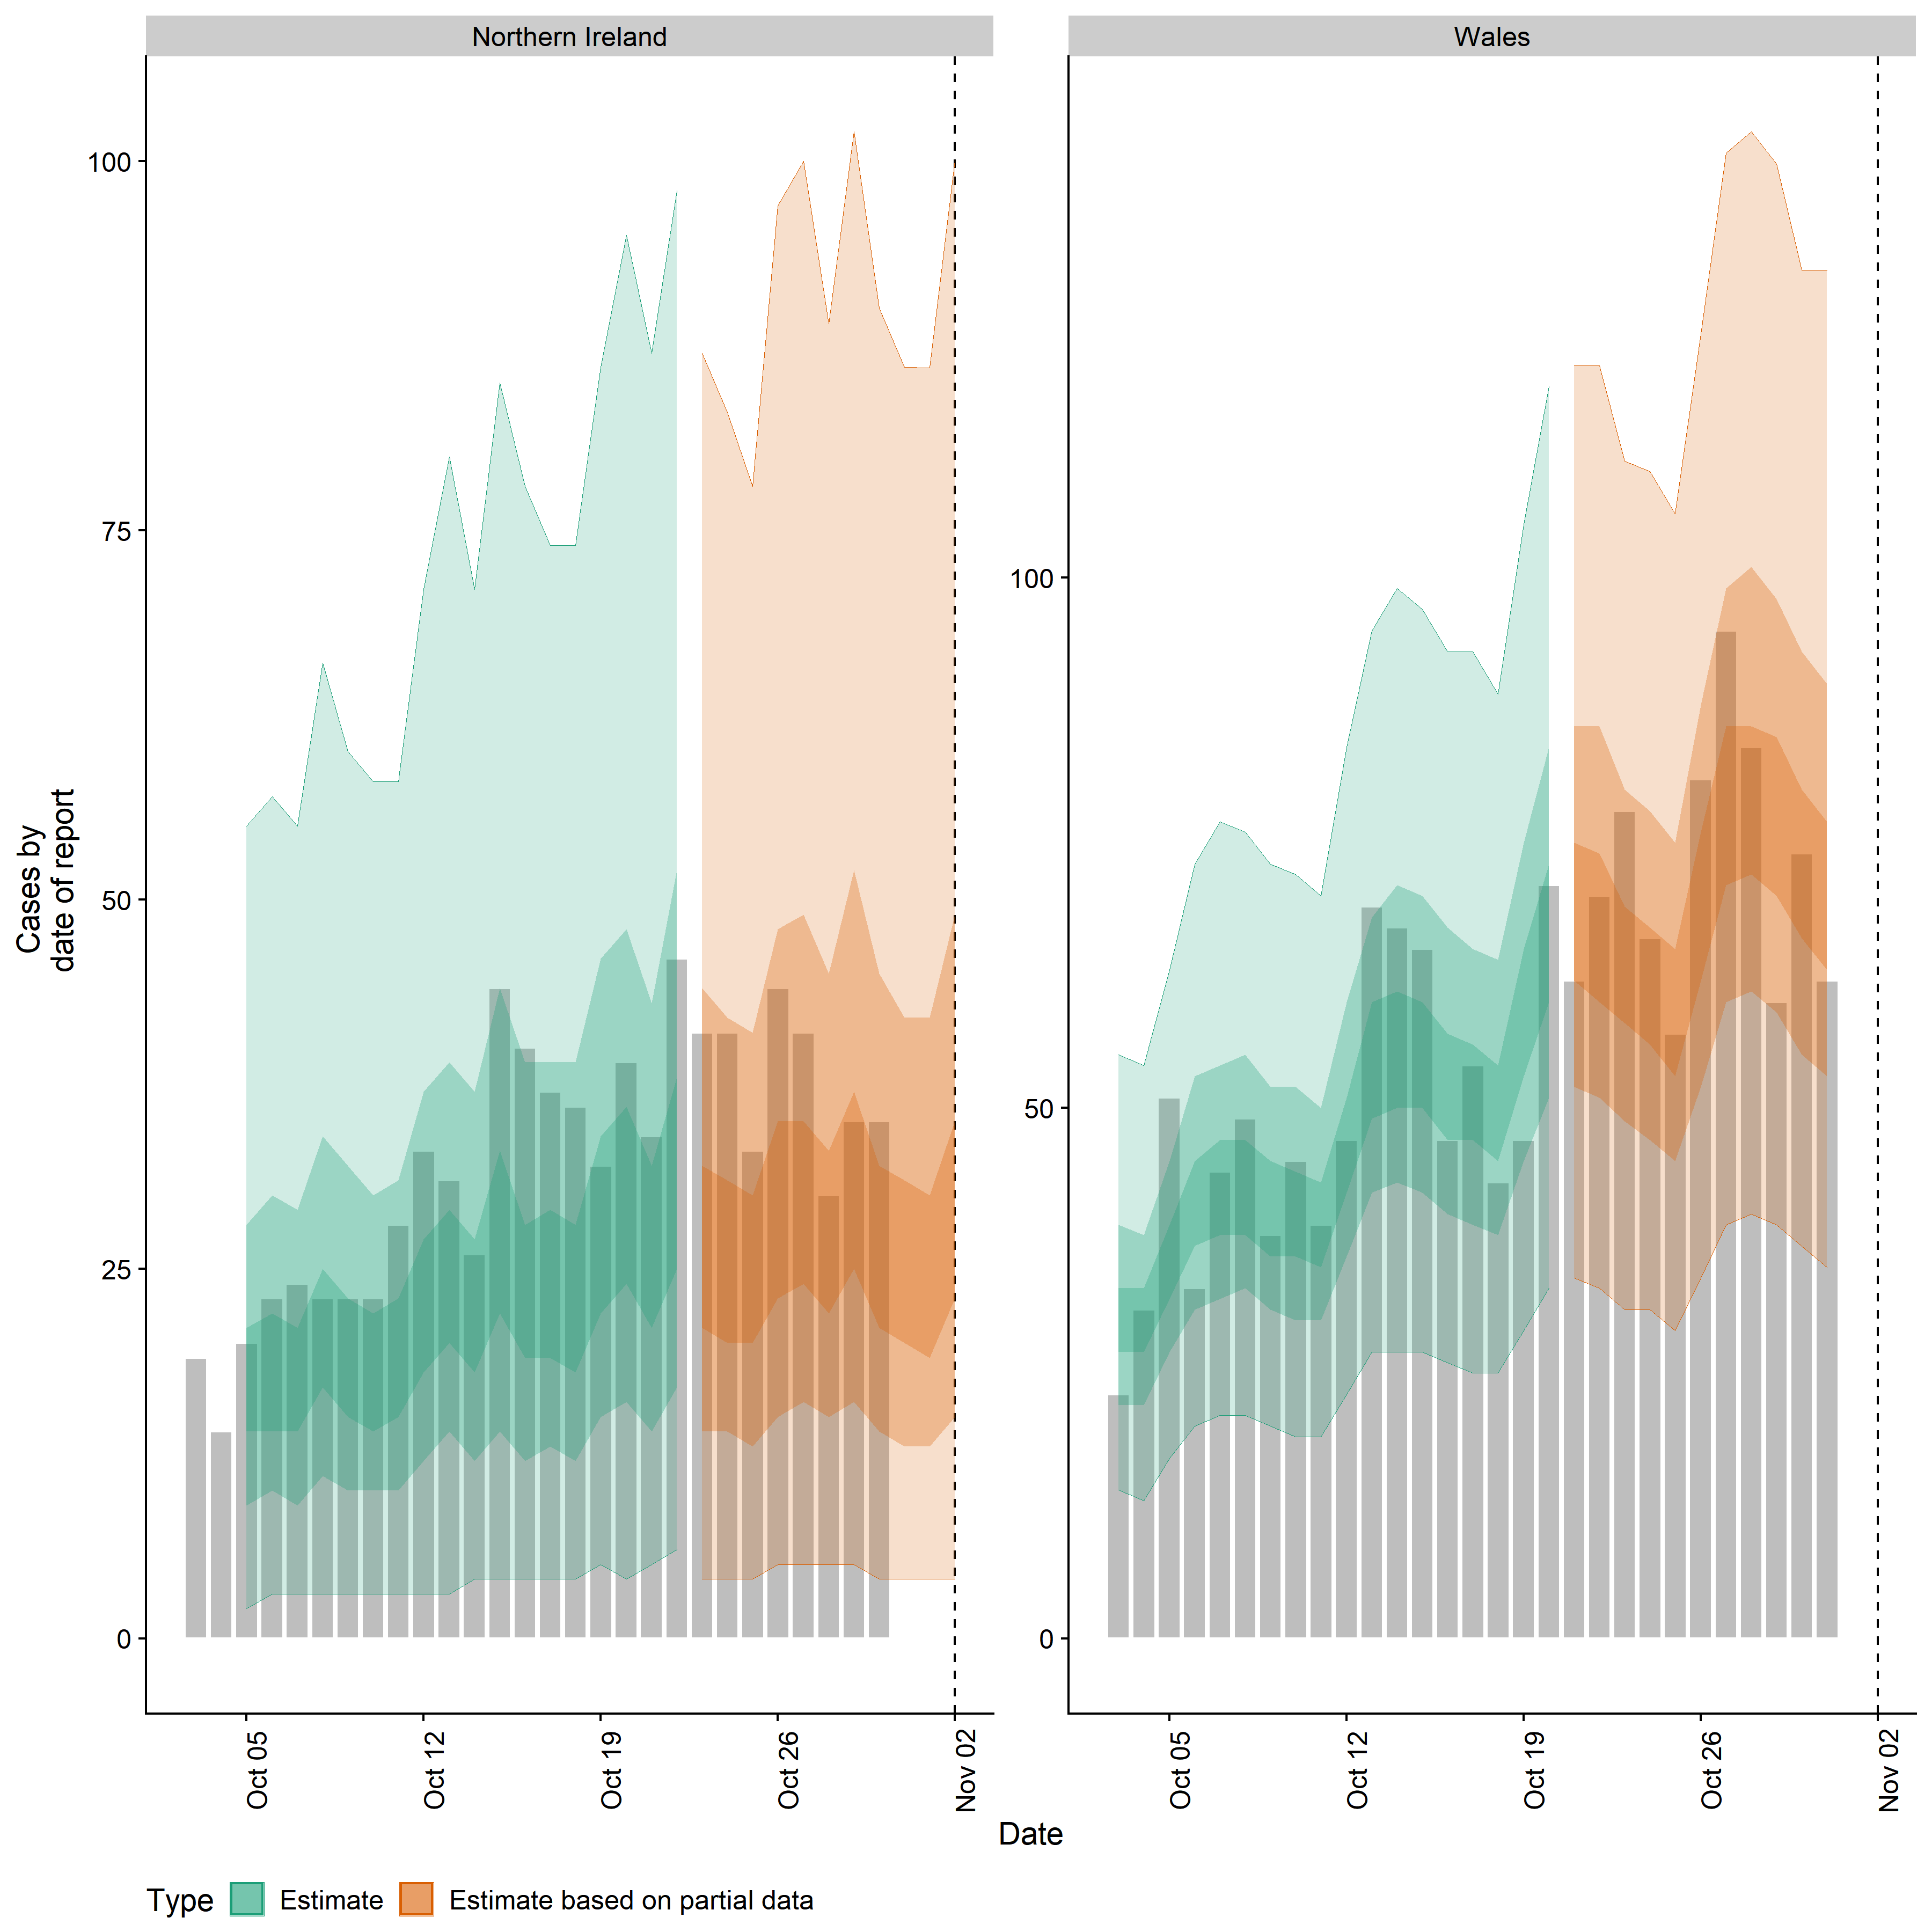 Northern Ireland
Wales
Cases by
date of report
100
75
50
25
0
100
50
0
Oct 05
Oct 12
Oct 19
Oct 26
Nov 02
Oct 05
Oct 12
Oct 19
Oct 26
Nov 02
Date
Type Estimate Estimate based on partial data